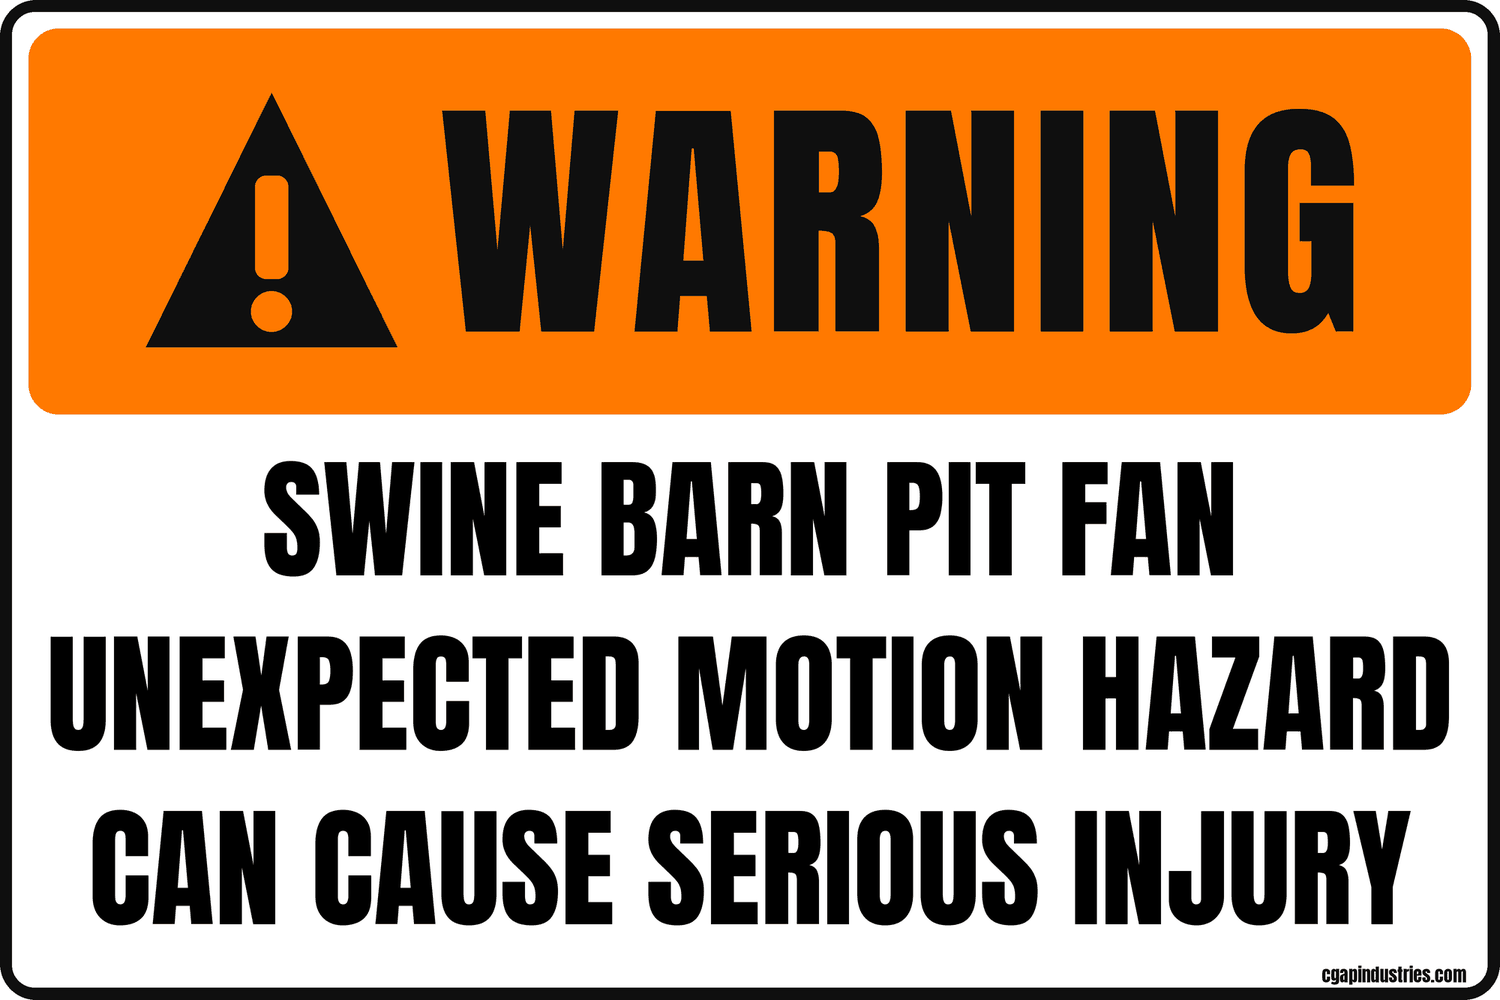 WARNING
SWINE BARN PIT FAN
UNEXPECTED MOTION HAZARD
CAN CAUSE SERIOUS INJURY
cgapindustries.com